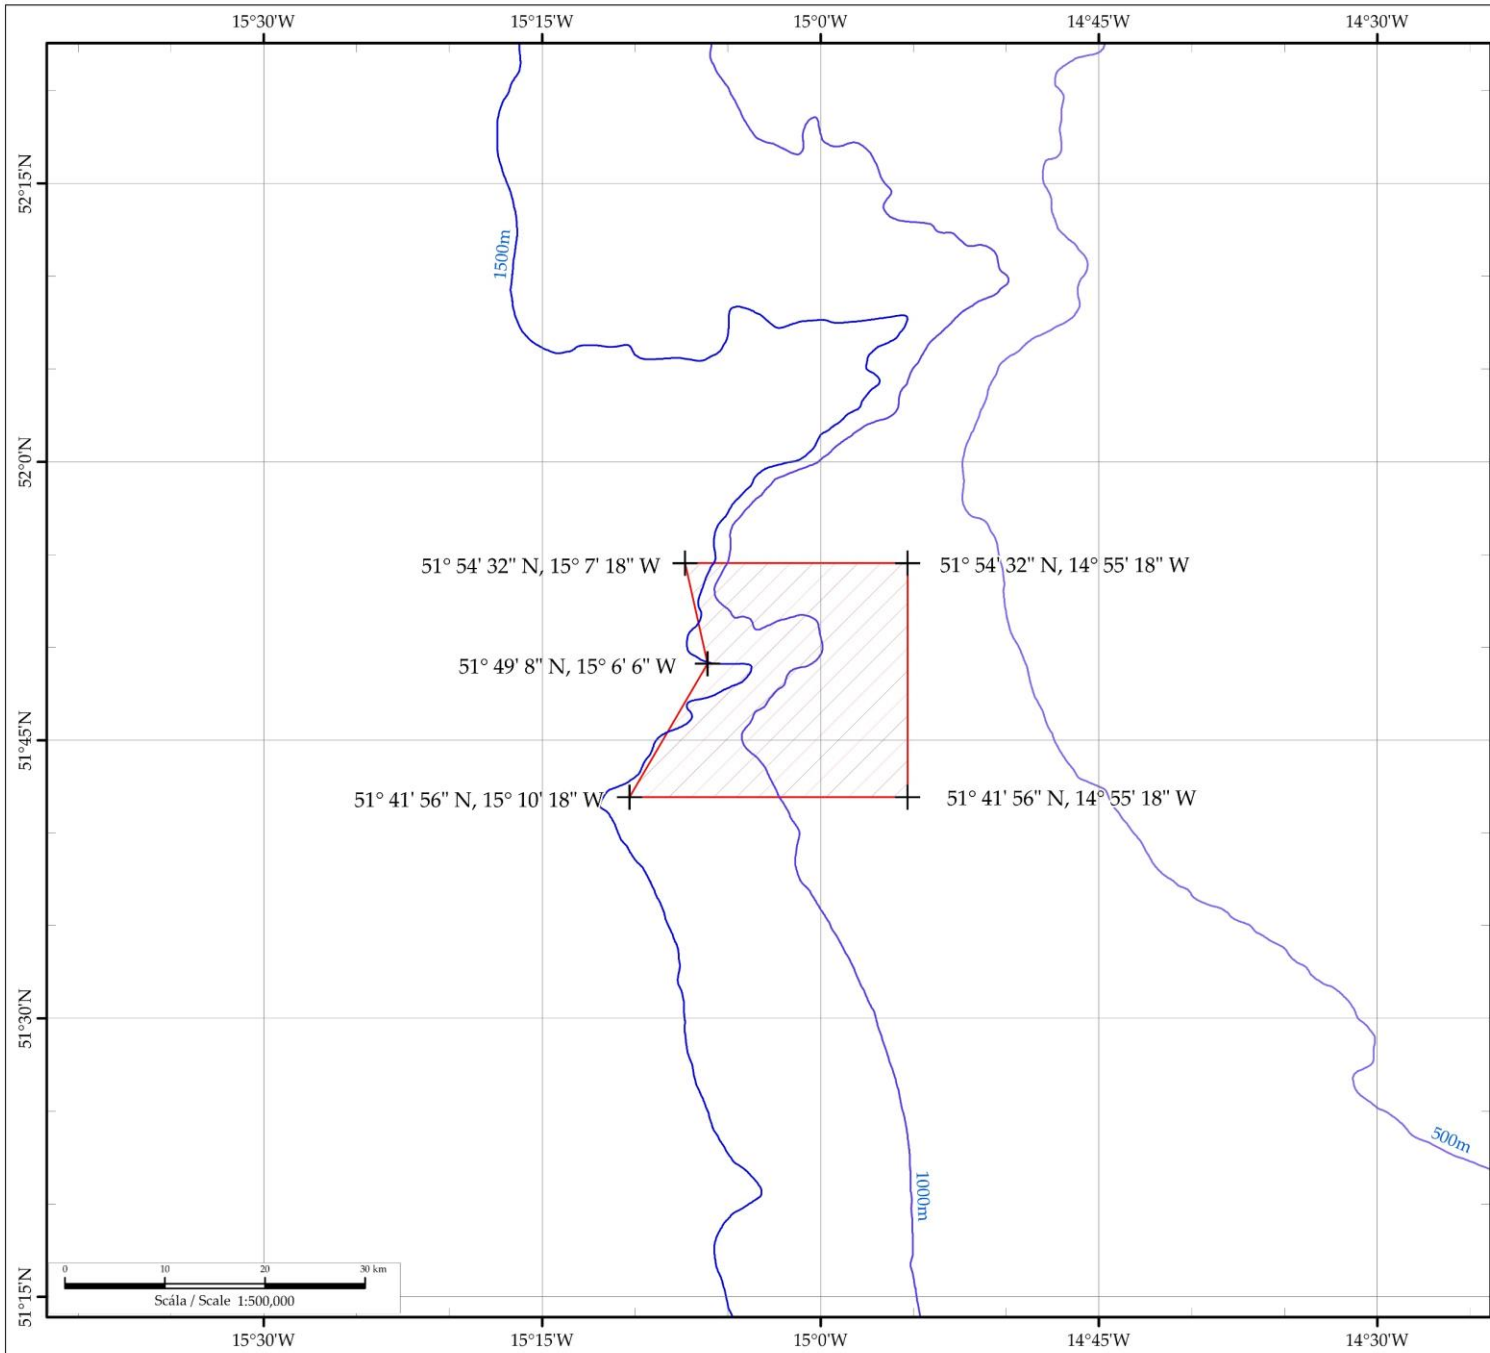 15°30'W 15°15'W 15°0'W 14°45'W 14°30'W
52°15'N
1500m
52°0'N
51° 54' 32" N, 15° 7' 18" W
51° 54' 32" N, 14° 55' 18" W
51° 49' 8" N, 15° 6' 6" W
51°45'N
51° 41' 56" N, 15° 10' 18" W
51° 41' 56" N, 14° 55' 18" W
51°30'N
500m
1000m
51°15'N
0 10 20 30 km
Scála / Scale 1:500,000
15°30'W 15°15'W 15°0'W 14°45'W 14°30'W